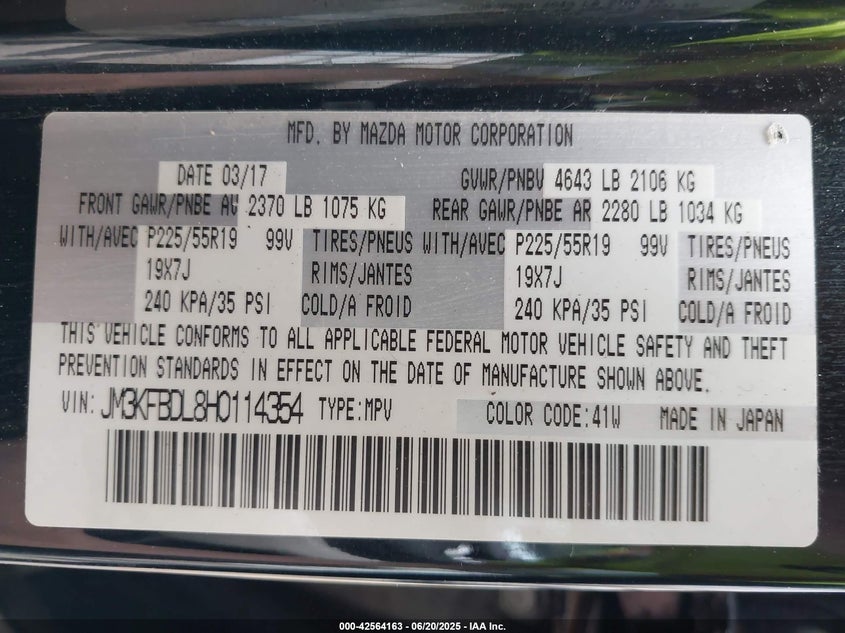 MFD. BY MAZDA MOTOR CORPORATION
DATE 03/17 GVWR/PNBV 4643 LB 2106 KG
FRONT GAWR/PNBE AV 2370 LB 1075 KG REAR GAWR/PNBE AR 2280 LB 1034 KG
WITH/AVEC P225/55R19 99V TIRES/PNEUS WITH/AVEC P225/55R19 99V TIRES/PNEUS
19X7J RIMS/JANTES 19X7J RIMS/JANTES
240 KPA/35 PSI COLD/A FROID 240 KPA/35 PSI COLD/A FROID
THIS VEHICLE CONFORMS TO ALL APPLICABLE FEDERAL MOTOR VEHICLE SAFETY AND THEFT
PREVENTION STANDARDS IN EFFECT ON THE DATE OF MANUFACTURE SHOWN ABOVE.
VIN: JM3KFBDL8H0114354 TYPE:MPV COLOR CODE:41W MADE IN JAPAN
000-42564163 - 06/20/2025 - IAA Inc.